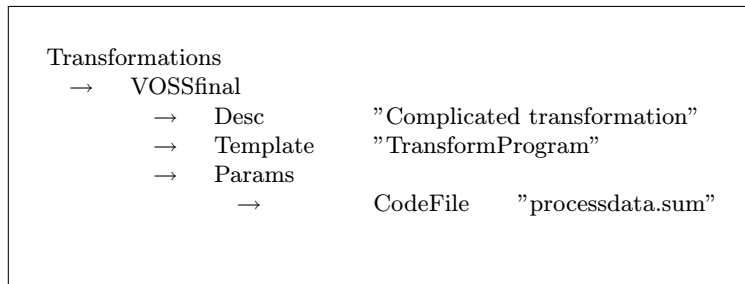 Transformations
→ VOSSfinal
→ Desc ”Complicated transformation”
→ Template ”TransformProgram”
→ Params
→ CodeFile ”processdata.sum”